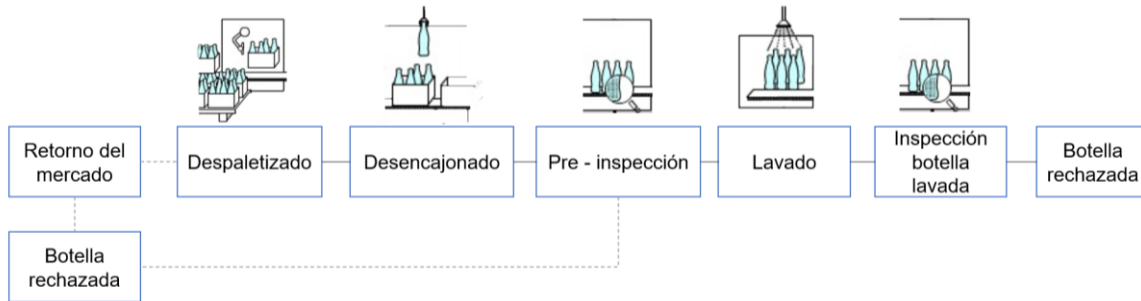 Retorno del
mercado
Despaletizado
Desencajonado
Pre - inspección
Lavado
Inspección
botella
lavada
Botella
rechazada
Botella
rechazada